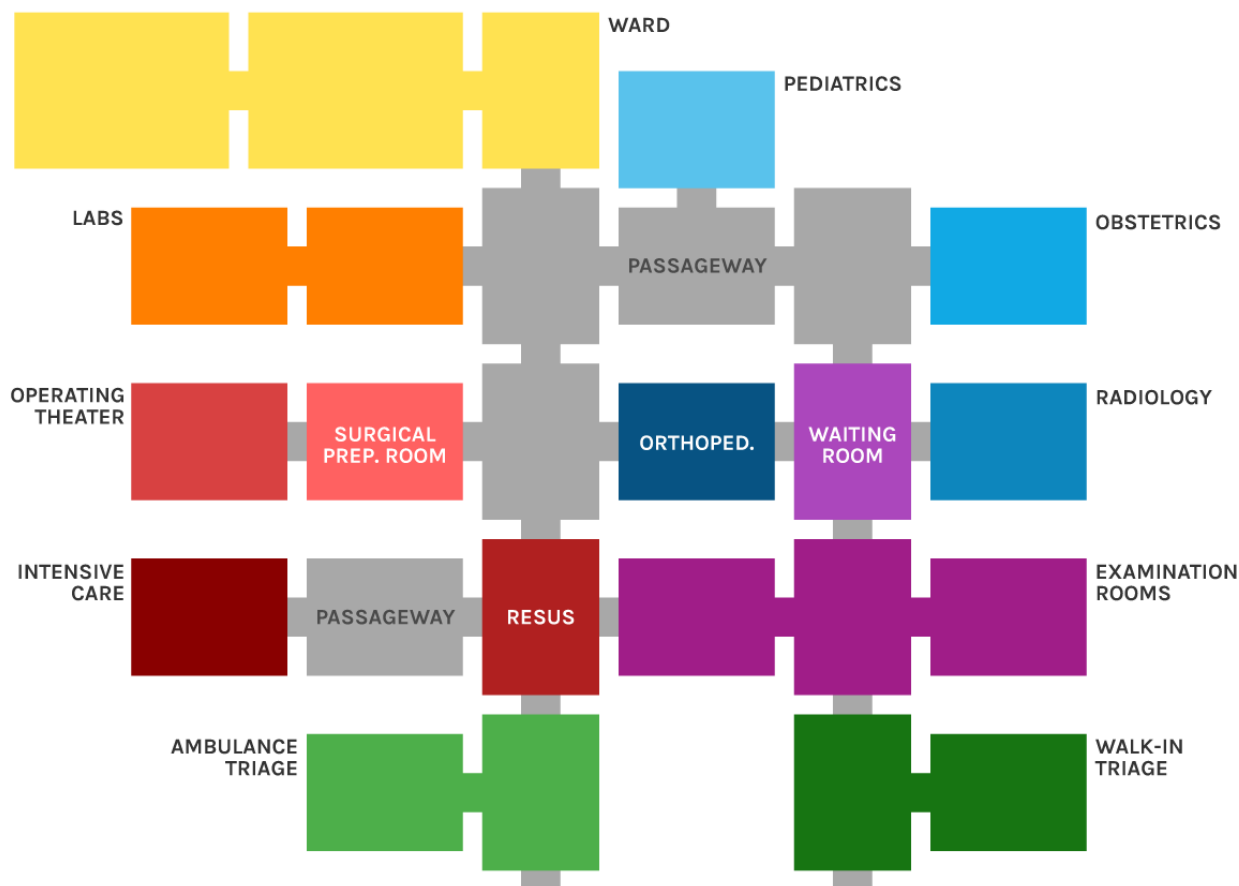 WARD
PEDIATRICS
LABS
PASSAGEWAY
OBSTETRICS
OPERATING
THEATER
SURGICAL
PREP. ROOM
ORTHOPED.
WAITING
ROOM
RADIOLOGY
INTENSIVE
CARE
PASSAGEWAY
RESUS
EXAMINATION
ROOMS
AMBULANCE
TRIAGE
WALK-IN
TRIAGE